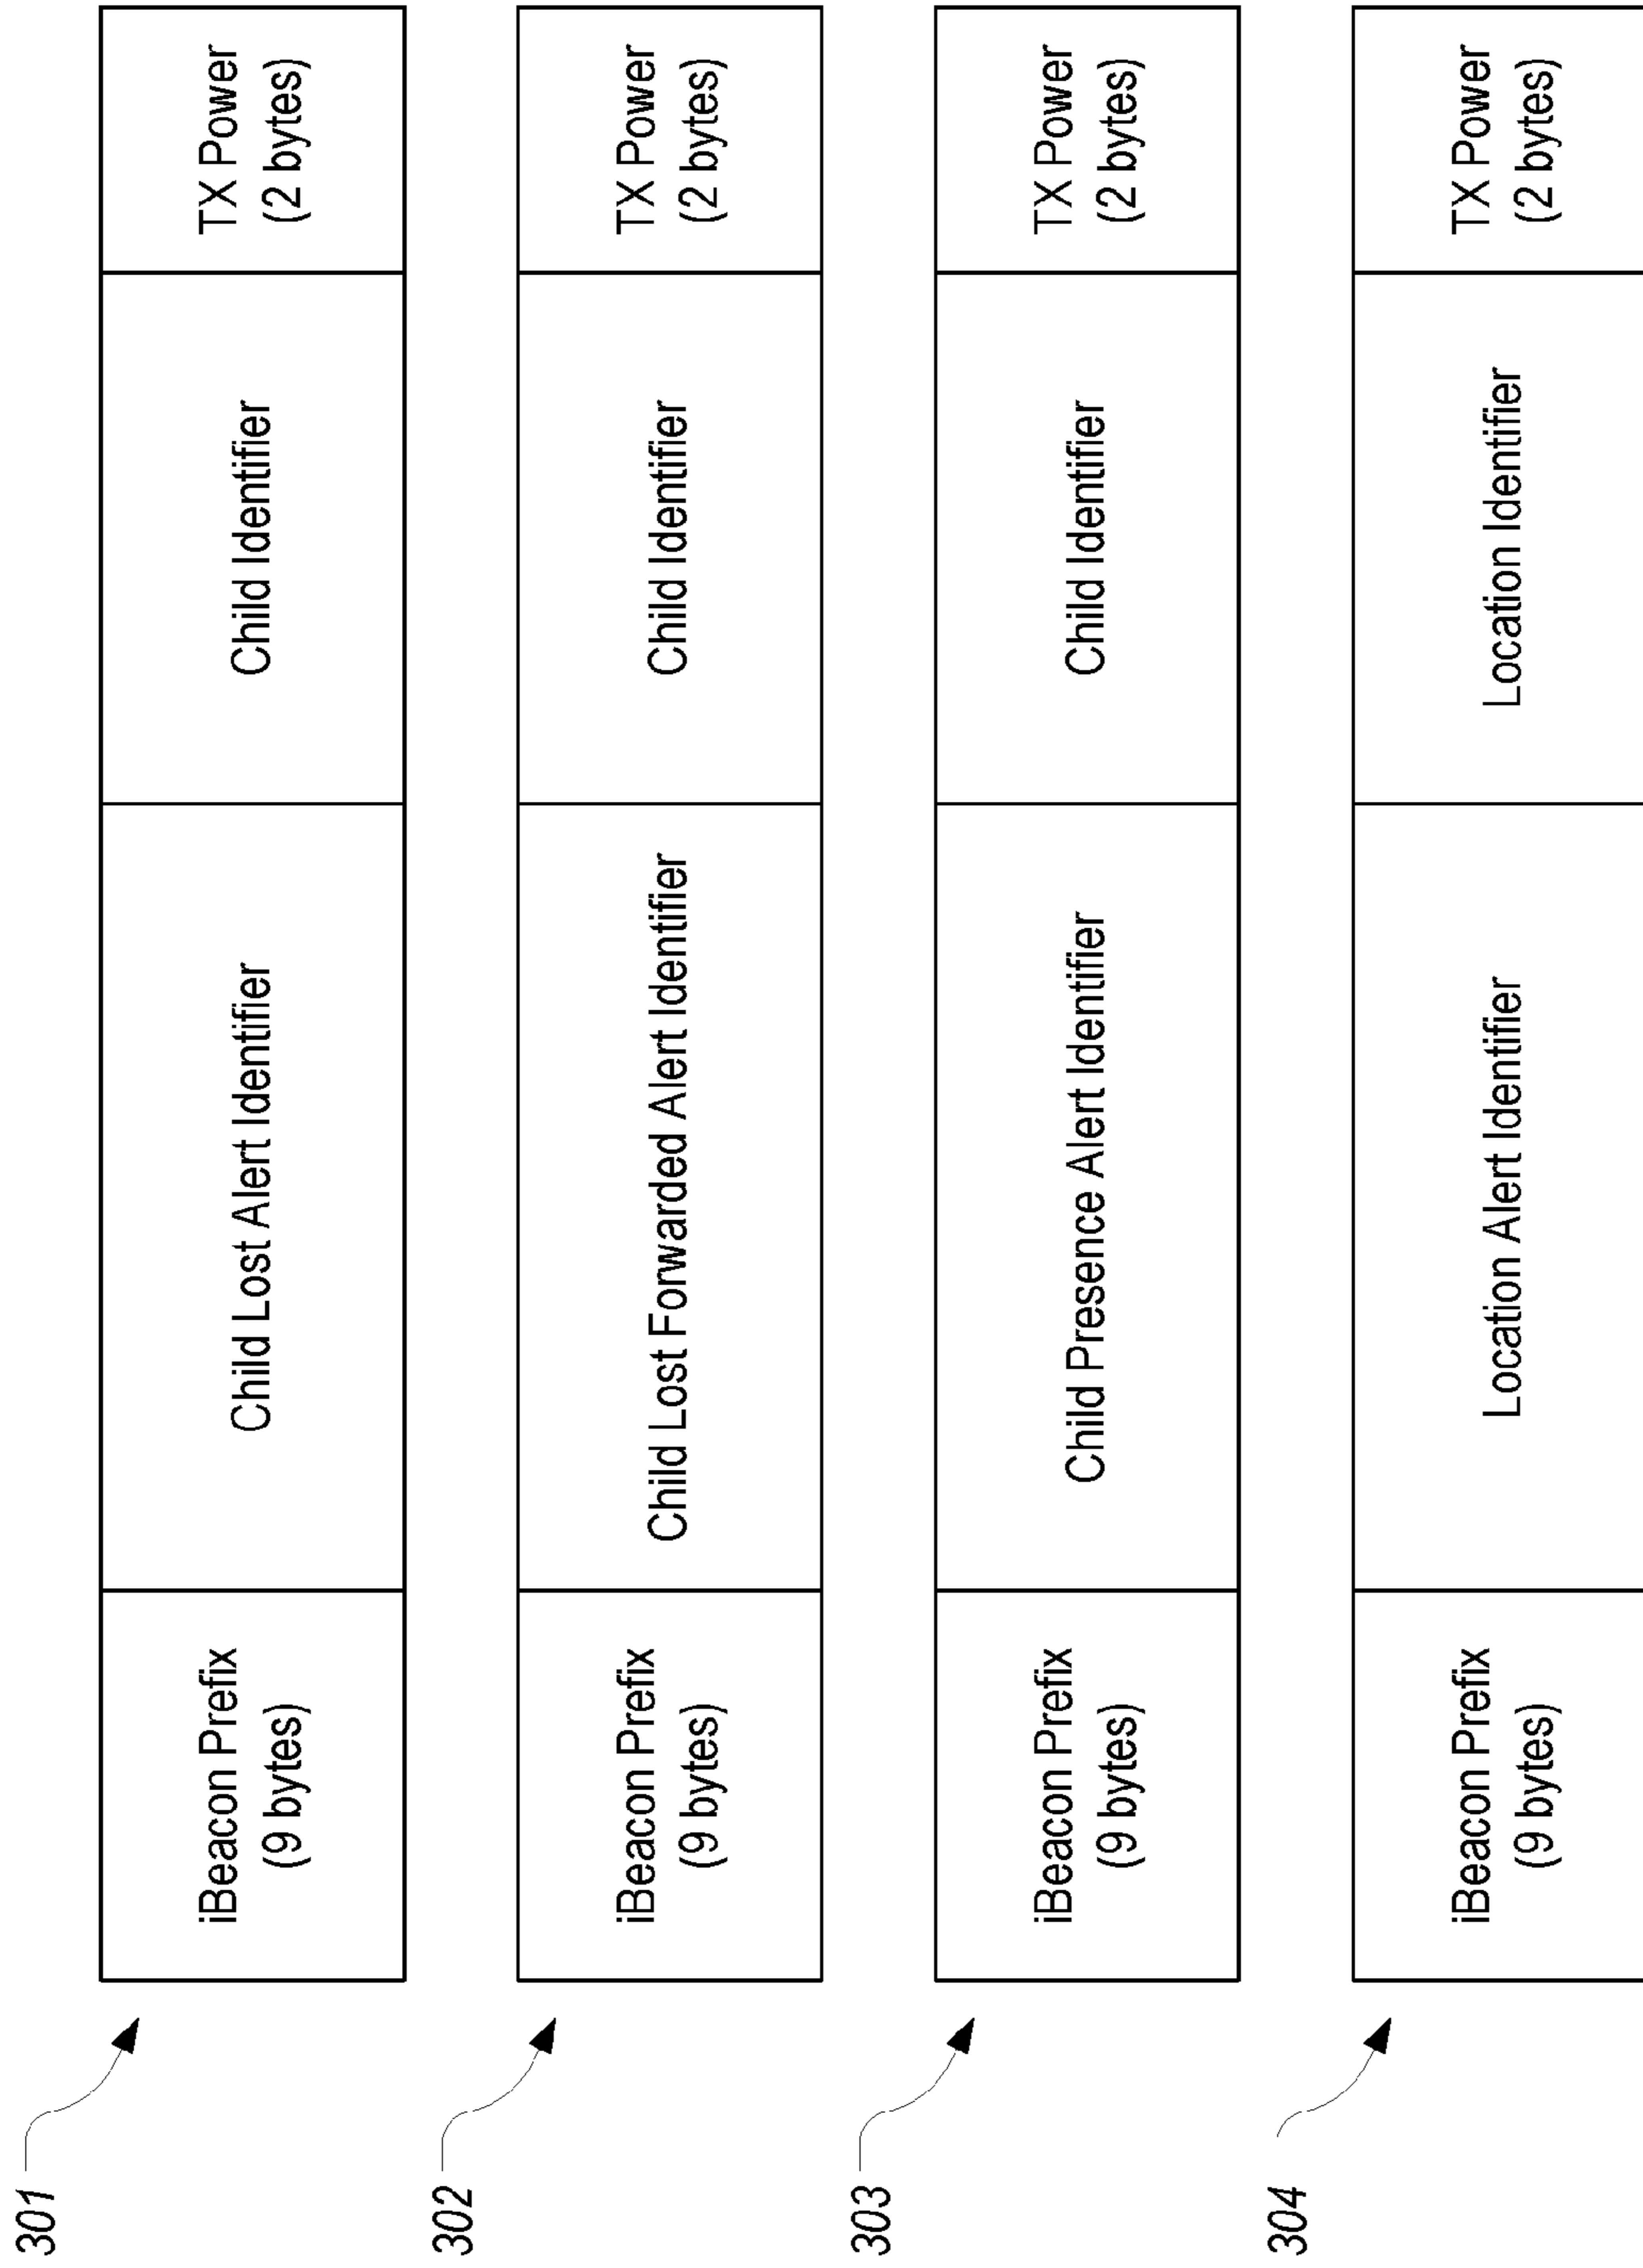 301
iBeacon Prefix
(9 bytes)
Child Lost Alert Identifier
Child Identifier
TX Power
(2 bytes)
302
iBeacon Prefix
(9 bytes)
Child Lost Forwarded Alert Identifier
Child Identifier
TX Power
(2 bytes)
303
iBeacon Prefix
(9 bytes)
Child Presence Alert Identifier
Child Identifier
TX Power
(2 bytes)
304
iBeacon Prefix
(9 bytes)
Location Alert Identifier
Location Identifier
TX Power
(2 bytes)